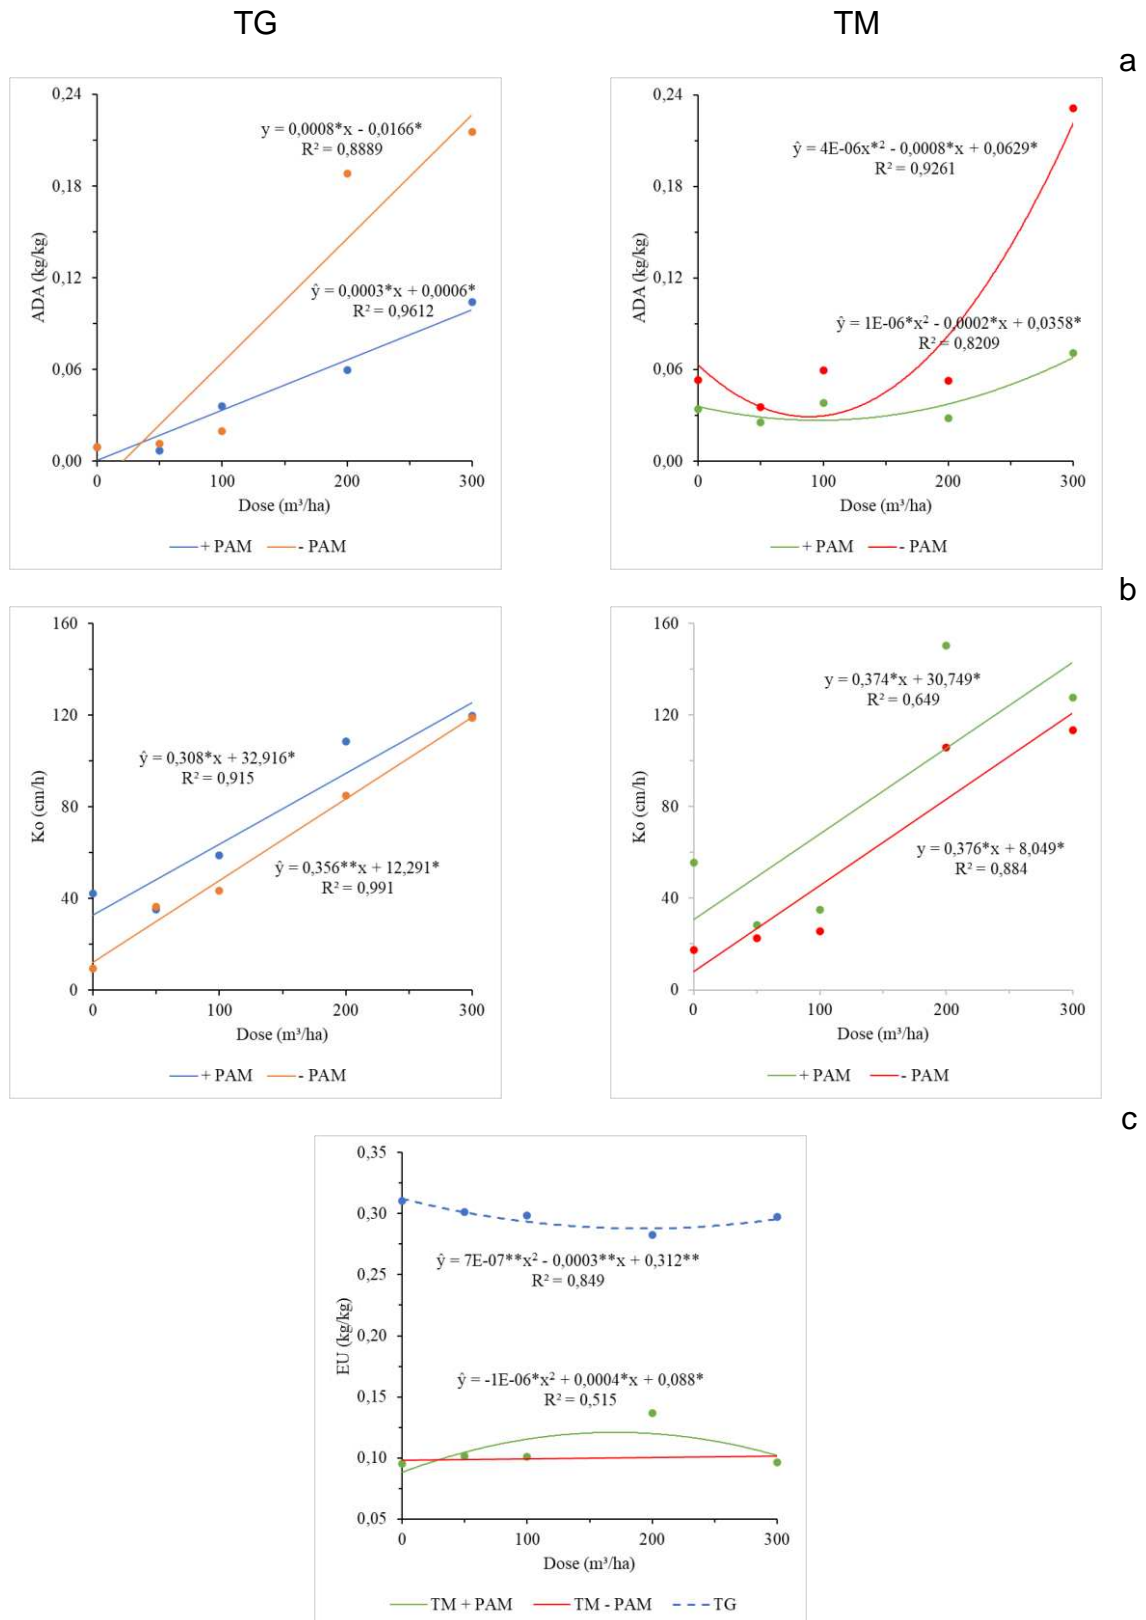 TG
TM
a
0,24
0,18
0,12
0,06
0,00
ADA (kg/kg)
y = 0,0008*x - 0,0166*
R² = 0,8889
ŷ = 0,0003*x + 0,0006*
R² = 0,9612
0
100
200
300
Dose (m³/ha)
+ PAM
- PAM
0,24
0,18
0,12
0,06
0,00
ADA (kg/kg)
ŷ = 4E-06x*² - 0,0008*x + 0,0629*
R² = 0,9261
ŷ = 1E-06*x² - 0,0002*x + 0,0358*
R² = 0,8209
0
100
200
300
Dose (m³/ha)
+ PAM
- PAM
b
160
120
80
40
0
Ko (cm/h)
ŷ = 0,308*x + 32,916*
R² = 0,915
ŷ = 0,356**x + 12,291*
R² = 0,991
0
100
200
300
Dose (m³/ha)
+ PAM
- PAM
160
120
80
40
0
Ko (cm/h)
y = 0,374*x + 30,749*
R² = 0,649
y = 0,376*x + 8,049*
R² = 0,884
0
100
200
300
Dose (m³/ha)
+ PAM
- PAM
c
0,35
0,30
0,25
0,20
0,15
0,10
0,05
EU (kg/kg)
ŷ = 7E-07**x² - 0,0003**x + 0,312**
R² = 0,849
ŷ = -1E-06*x² + 0,0004*x + 0,088*
R² = 0,515
0
100
200
300
Dose (m³/ha)
TM + PAM
TM - PAM
TG